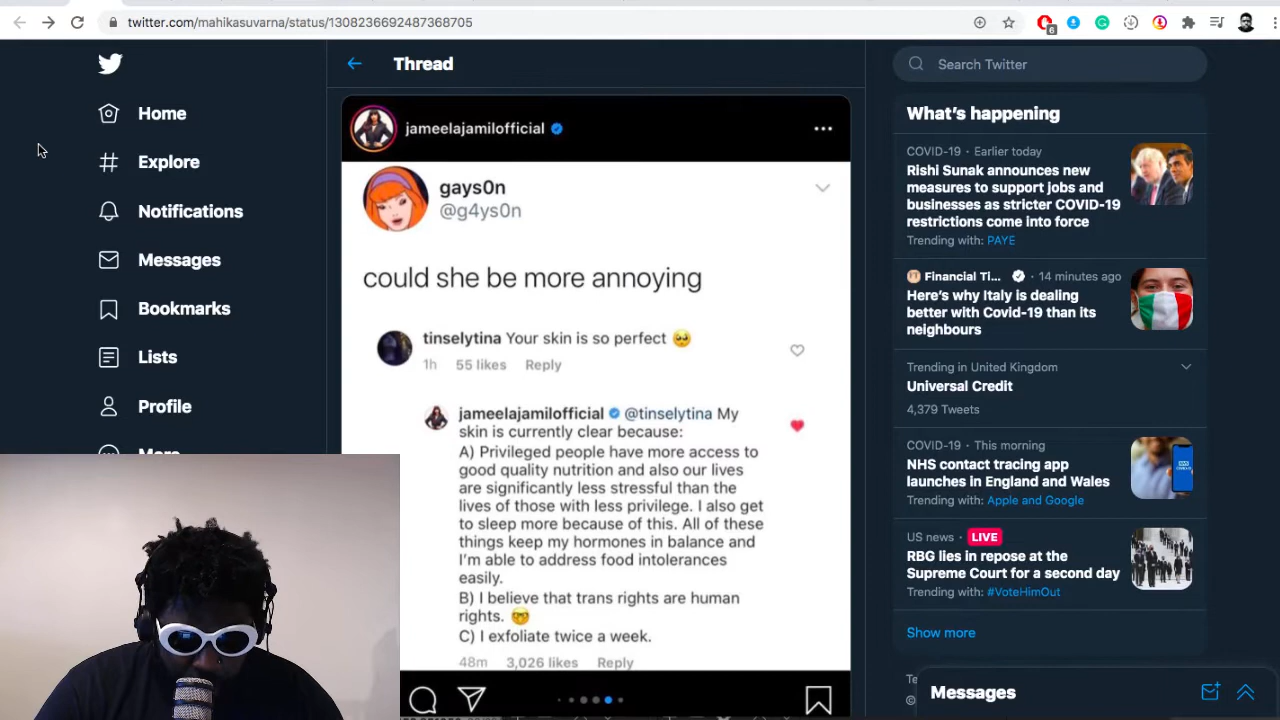 twitter.com/mahikasuvarna/status/1308236692487368705
6
Home
Explore
Notifications
Messages
Bookmarks
Lists
Profile
More
Thread
jameelajamilofficial
gays0n
@g4ys0n
could she be more annoying
tinselytina Your skin is so perfect 🥺
1h 55 likes Reply
jameelajamilofficial @tinselytina My
skin is currently clear because:
A) Privileged people have more access to
good quality nutrition and also our lives
are significantly less stressful than the
lives of those with less privilege. I also get
to sleep more because of this. All of these
things keep my hormones in balance and
I'm able to address food intolerances
easily.
B) I believe that trans rights are human
rights. 🤓
C) I exfoliate twice a week.
48m 3,026 likes Reply
Search Twitter
What's happening
COVID-19 · Earlier today
Rishi Sunak announces new
measures to support jobs and
businesses as stricter COVID-19
restrictions come into force
Trending with: PAYE
Financial Ti... · 14 minutes ago
Here's why Italy is dealing
better with Covid-19 than its
neighbours
Trending in United Kingdom
Universal Credit
4,379 Tweets
COVID-19 · This morning
NHS contact tracing app
launches in England and Wales
Trending with: Apple and Google
US news · LIVE
RBG lies in repose at the
Supreme Court for a second day
Trending with: #VoteHimOut
Show more
Te
©
Messages